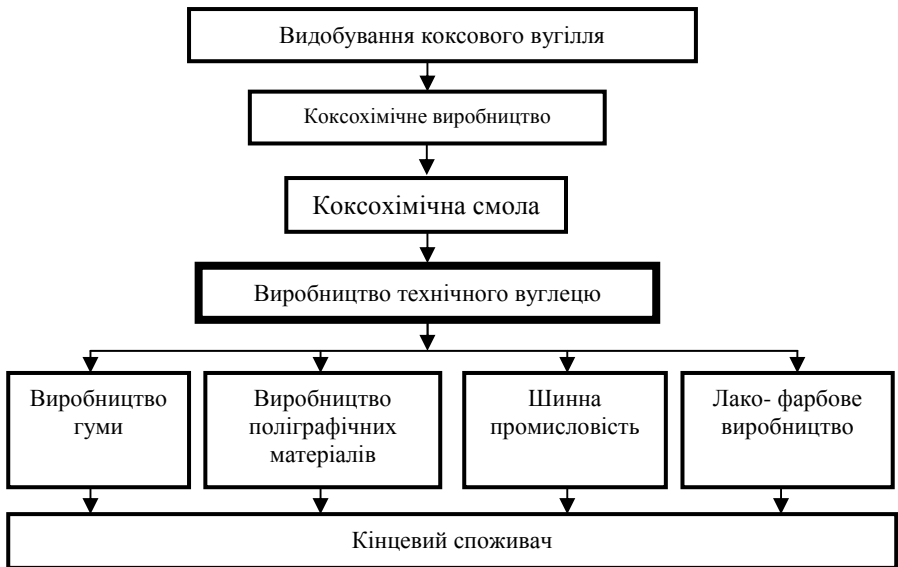 Видобування коксового вугілля
Коксохімічне виробництво
Коксохімічна смола
Виробництво технічного вуглецю
Виробництво
гуми
Виробництво
поліграфічних
матеріалів
Шинна
промисловість
Лако- фарбове
виробництво
Кінцевий споживач